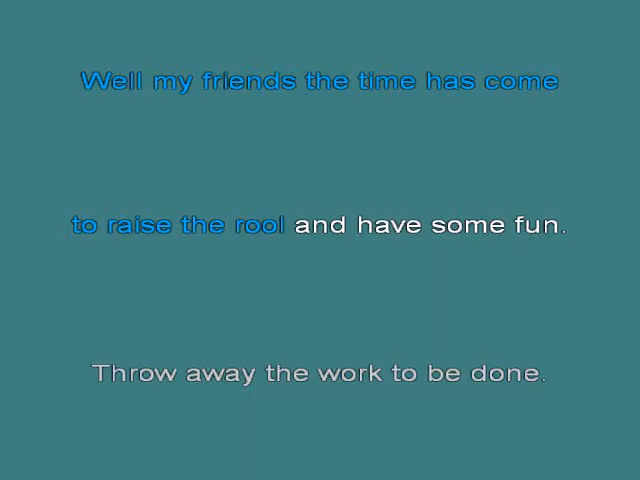 Well my friends the time has come
to raise the rool and have some fun.
Throw away the work to be done.